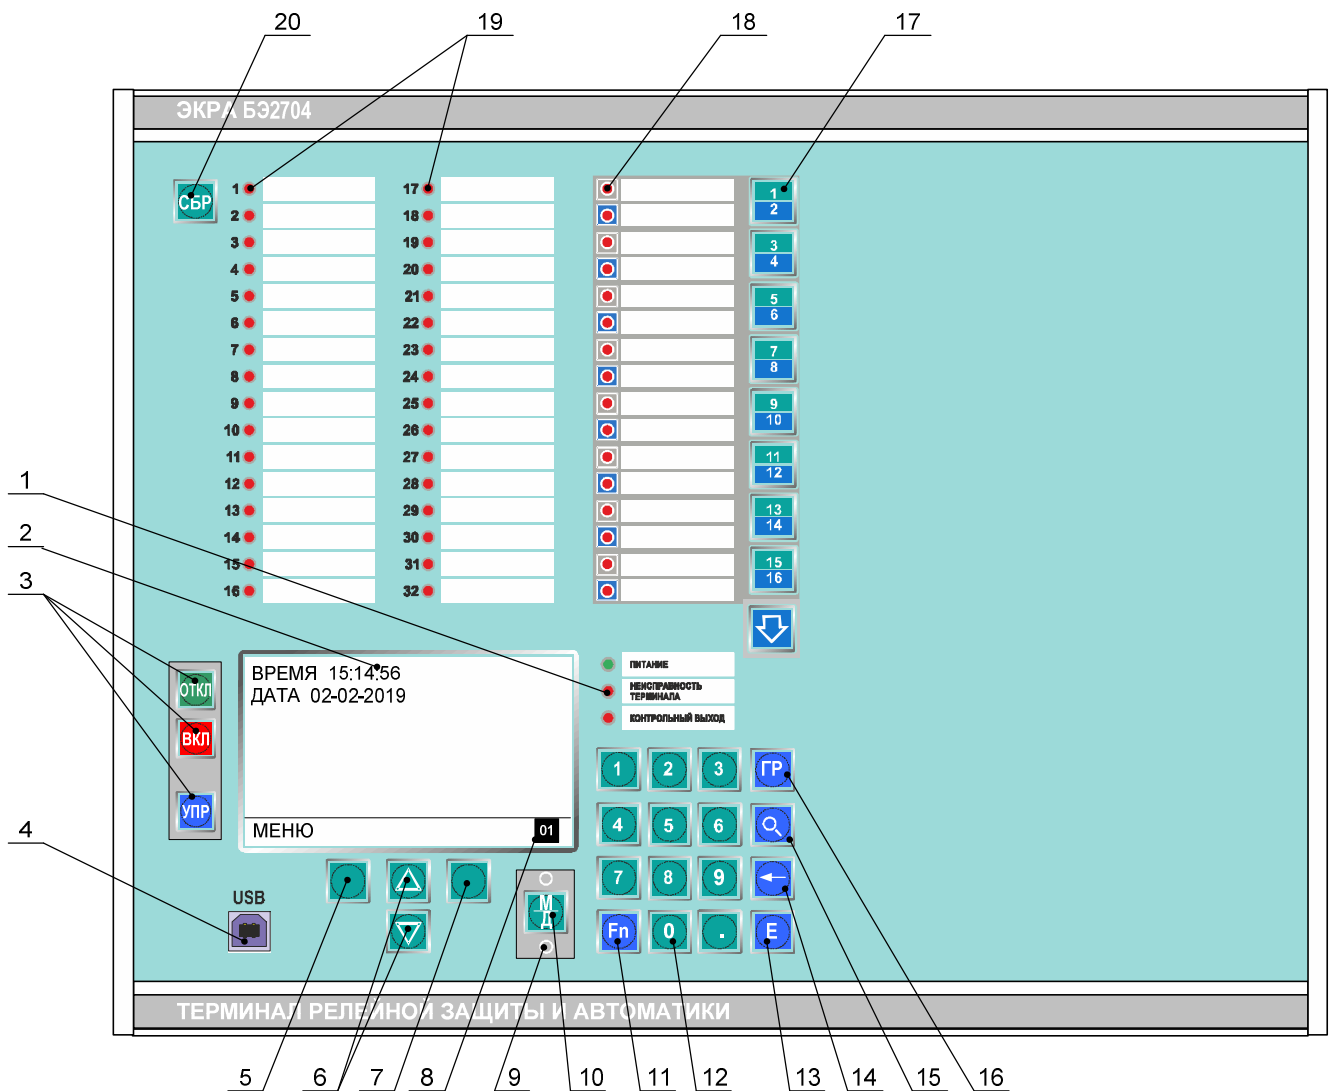 20 19 18 17
ЭКРА БЭ2704
СБР
1 17 1
2 18 2
3 19 3
4 20 4
5 21 5
6 22 6
7 23 7
8 24 8
9 25 9
10 26 10
11 27 11
12 28 12
13 29 13
14 30 14
15 31 15
16 32 16
1
2
3
ОТКЛ
ВКЛ
УПР
ВРЕМЯ 15:14:56
ДАТА 02-02-2019
МЕНЮ 01
ПИТАНИЕ
НЕИСПРАВНОСТЬ
ТЕРМИНАЛА
КОНТРОЛЬНЫЙ ВЫХОД
1 2 3 ГР
4 5 6
7 8 9
Fn 0 . E
4
USB
МД
ТЕРМИНАЛ РЕЛЕЙНОЙ ЗАЩИТЫ И АВТОМАТИКИ
5 6 7 8 9 10 11 12 13 14 15 16